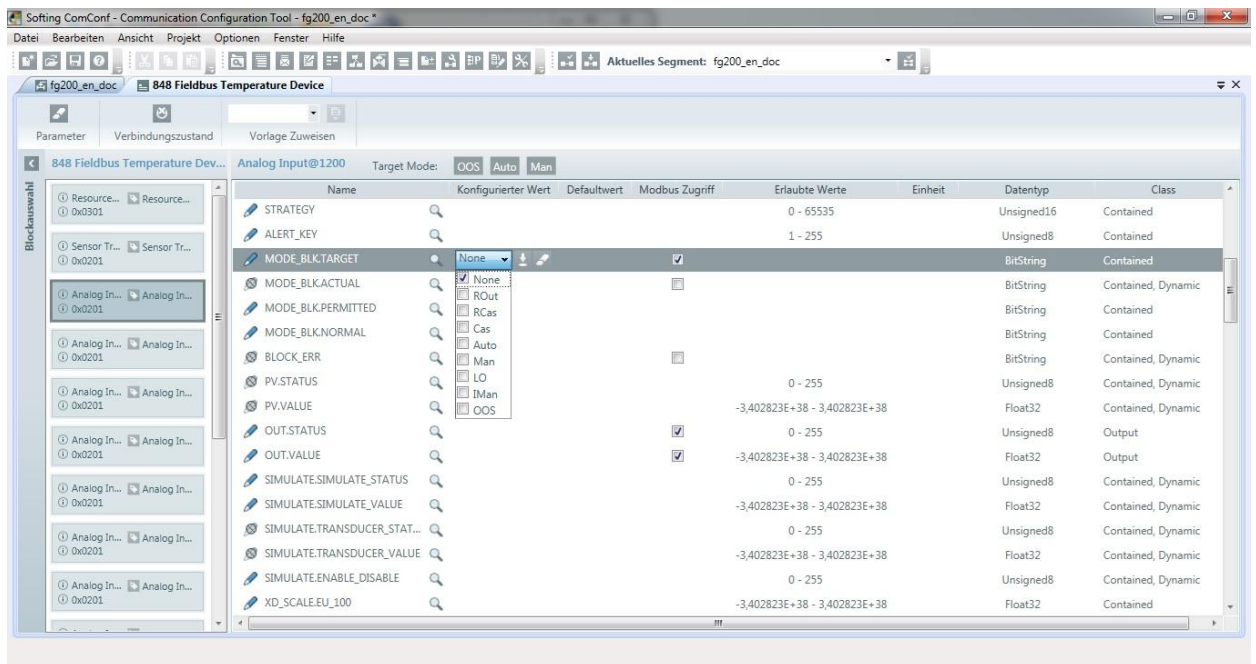 Softing ComConf - Communication Configuration Tool - fg200_en_doc *
Datei Bearbeiten Ansicht Projekt Optionen Fenster Hilfe
Aktuelles Segment: fg200_en_doc
fg200_en_doc 848 Fieldbus Temperature Device
Parameter Verbindungszustand Vorlage Zuweisen
848 Fieldbus Temperature Dev... Analog Input@1200 Target Mode: OOS Auto Man
Blockauswahl
Resource... Resource...
0x0301
Sensor Tr... Sensor Tr...
0x0201
Analog In... Analog In...
0x0201
Analog In... Analog In...
0x0201
Analog In... Analog In...
0x0201
Analog In... Analog In...
0x0201
Analog In... Analog In...
0x0201
Analog In... Analog In...
0x0201
Analog In... Analog In...
0x0201
Name Konfigurierter Wert Defaultwert Modbus Zugriff Erlaubte Werte Einheit Datentyp Class
STRATEGY 0 - 65535 Unsigned16 Contained
ALERT_KEY 1 - 255 Unsigned8 Contained
MODE_BLK.TARGET None BitString Contained
MODE_BLK.ACTUAL BitString Contained, Dynamic
MODE_BLK.PERMITTED BitString Contained
MODE_BLK.NORMAL BitString Contained
BLOCK_ERR BitString Contained, Dynamic
PV.STATUS 0 - 255 Unsigned8 Contained, Dynamic
PV.VALUE -3,402823E+38 - 3,402823E+38 Float32 Contained, Dynamic
OUT.STATUS 0 - 255 Unsigned8 Output
OUT.VALUE -3,402823E+38 - 3,402823E+38 Float32 Output
SIMULATE.SIMULATE_STATUS 0 - 255 Unsigned8 Contained, Dynamic
SIMULATE.SIMULATE_VALUE -3,402823E+38 - 3,402823E+38 Float32 Contained, Dynamic
SIMULATE.TRANSDUCER_STAT... 0 - 255 Unsigned8 Contained, Dynamic
SIMULATE.TRANSDUCER_VALUE -3,402823E+38 - 3,402823E+38 Float32 Contained, Dynamic
SIMULATE.ENABLE_DISABLE 0 - 255 Unsigned8 Contained, Dynamic
XD_SCALE.EU_100 -3,402823E+38 - 3,402823E+38 Float32 Contained
None
ROut
RCas
Cas
Auto
Man
LO
IMan
OOS